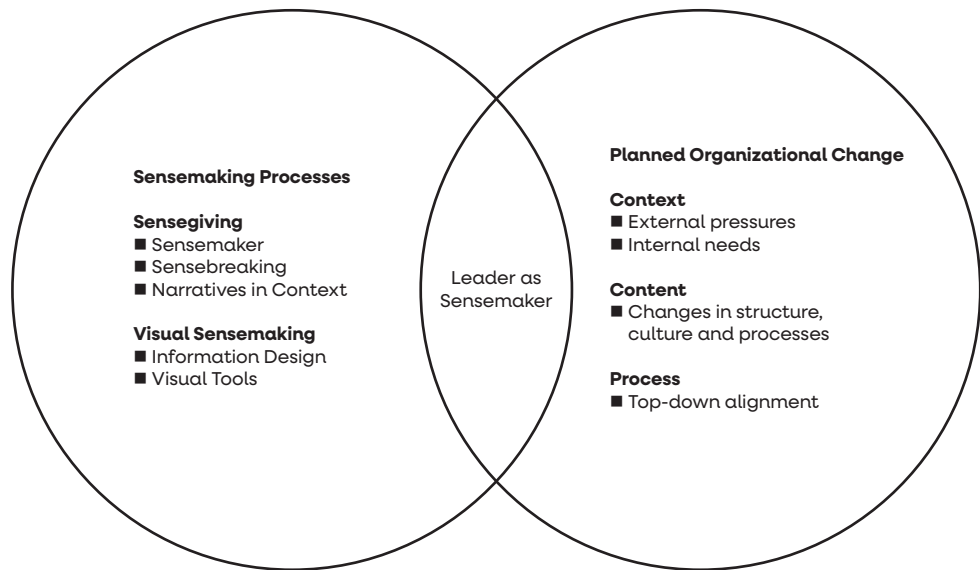 Sensemaking Processes
Sensegiving
■ Sensemaker
■ Sensebreaking
■ Narratives in Context
Visual Sensemaking
■ Information Design
■ Visual Tools
Leader as
Sensemaker
Planned Organizational Change
Context
■ External pressures
■ Internal needs
Content
■ Changes in structure,
culture and processes
Process
■ Top-down alignment